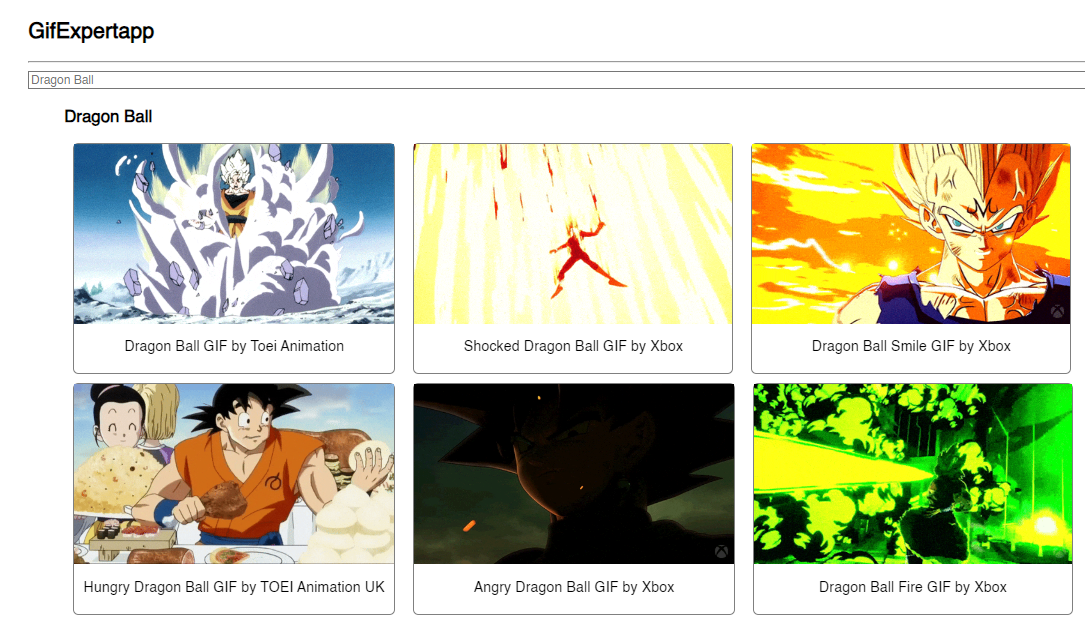 GifExpertapp
Dragon Ball
Dragon Ball
Dragon Ball GIF by Toei Animation
Shocked Dragon Ball GIF by Xbox
Dragon Ball Smile GIF by Xbox
Hungry Dragon Ball GIF by TOEI Animation UK
Angry Dragon Ball GIF by Xbox
Dragon Ball Fire GIF by Xbox